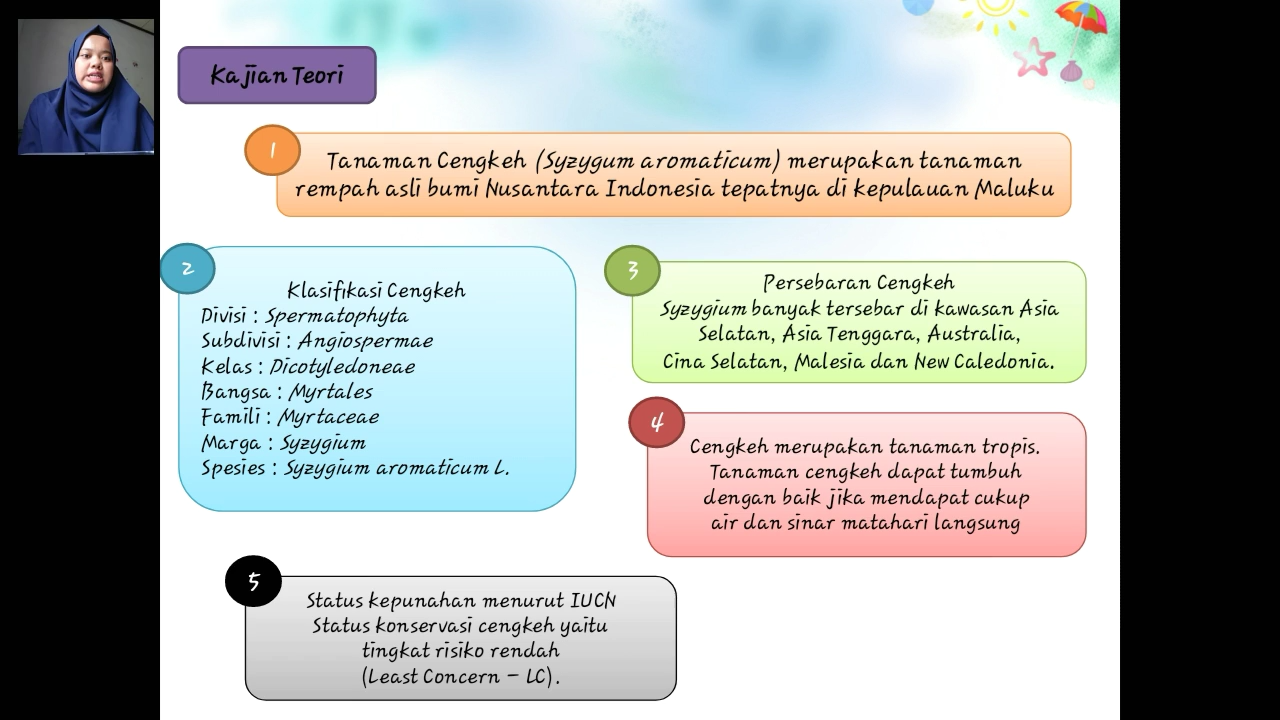 Kajian Teori
1
Tanaman Cengkeh (Syzygum aromaticum) merupakan tanaman
rempah asli bumi Nusantara Indonesia tepatnya di kepulauan Maluku
2
Klasifikasi Cengkeh
Divisi : Spermatophyta
Subdivisi : Angiospermae
Kelas : Dicotyledoneae
Bangsa : Myrtales
Famili : Myrtaceae
Marga : Syzygium
Spesies : Syzygium aromaticum L.
3
Persebaran Cengkeh
Syzygium banyak tersebar di kawasan Asia
Selatan, Asia Tenggara, Australia,
Cina Selatan, Malesia dan New Caledonia.
4
Cengkeh merupakan tanaman tropis.
Tanaman cengkeh dapat tumbuh
dengan baik jika mendapat cukup
air dan sinar matahari langsung
5
Status kepunahan menurut IUCN
Status konservasi cengkeh yaitu
tingkat risiko rendah
(Least Concern – LC).